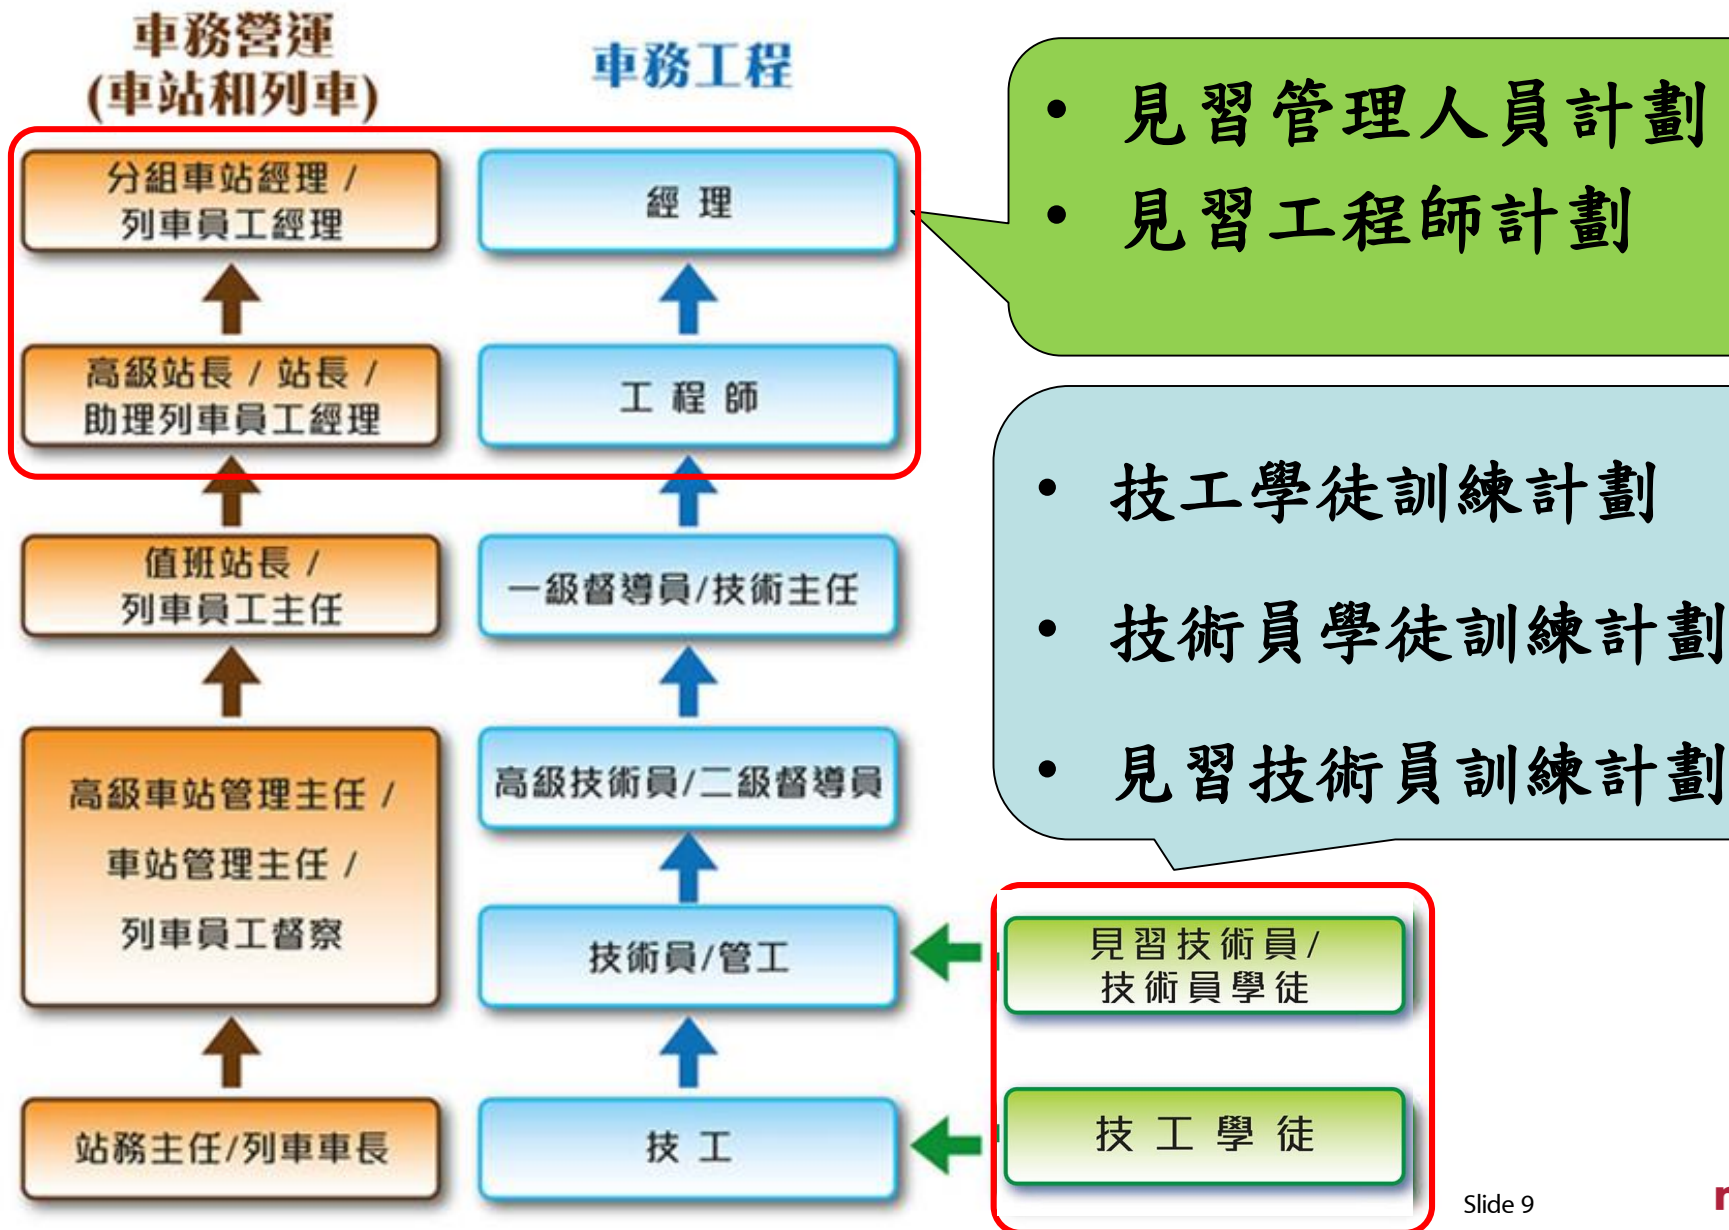 車務營運
(車站和列車)
車務工程
分組車站經理 /
列車員工經理
經 理
高級站長 / 站長 /
助理列車員工經理
工 程 師
值班站長 /
列車員工主任
一級督導員/技術主任
高級車站管理主任 /
車站管理主任 /
列車員工督察
高級技術員/二級督導員
技術員/管工
站務主任/列車車長
技 工
• 見習管理人員計劃
• 見習工程師計劃
• 技工學徒訓練計劃
• 技術員學徒訓練計劃
• 見習技術員訓練計劃
見習技術員/
技術員學徒
技 工 學 徒
Slide 9